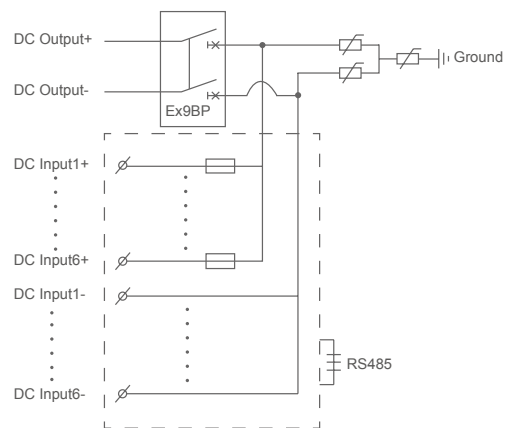 DC Output+
DC Output-
Ex9BP
Ground
DC Input1+
DC Input6+
DC Input1-
RS485
DC Input6-